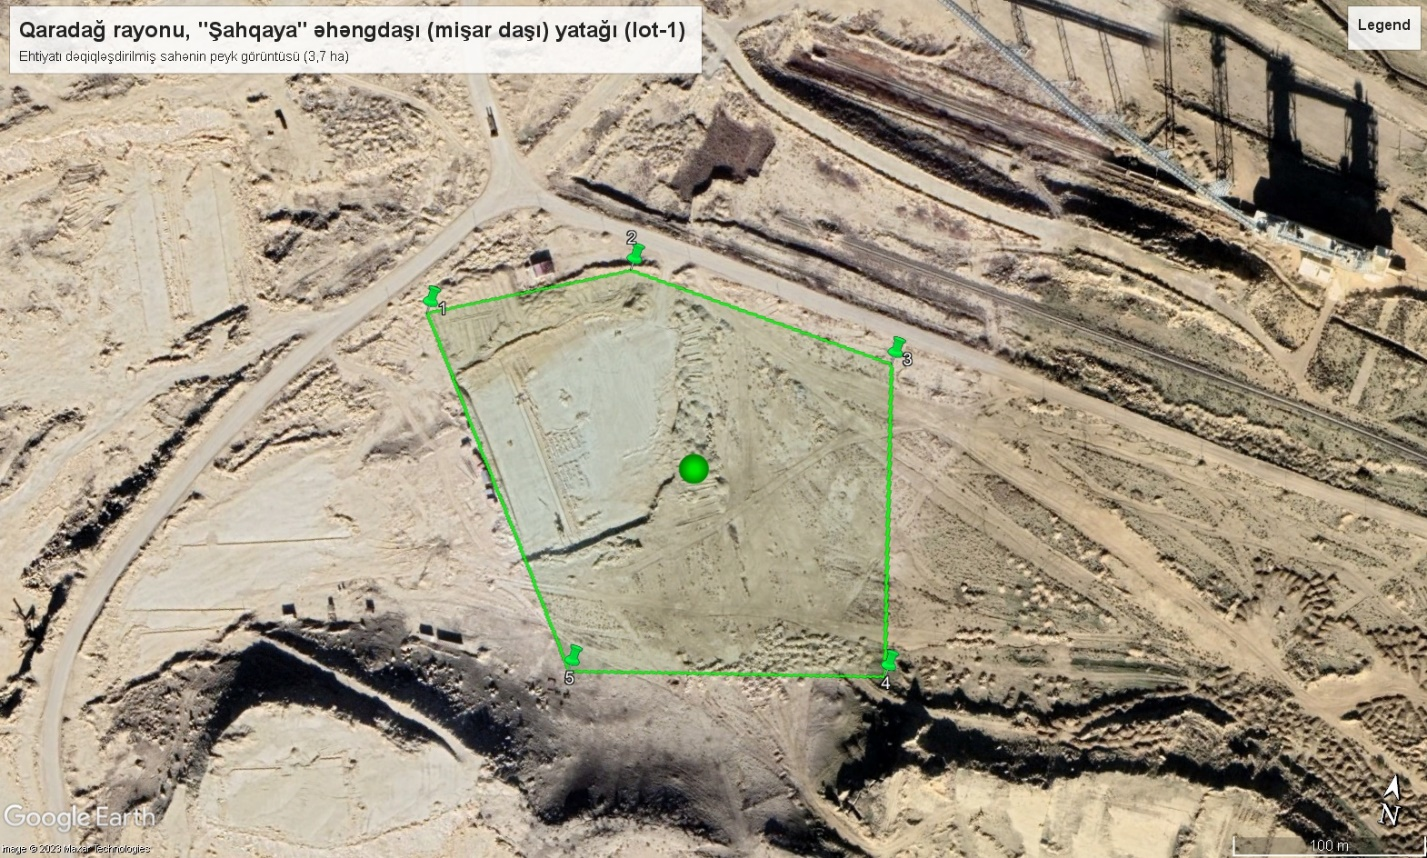 Qaradağ rayonu, "Şahqaya" əhəngdaşı (mişar daşı) yatağı (lot-1)
Ehtiyatı dəqiqləşdirilmiş sahənin peyk görüntüsü (3,7 ha)
Legend
2
1
3
5
4
Google Earth
N
Image © 2023 Maxar Technologies
100 m